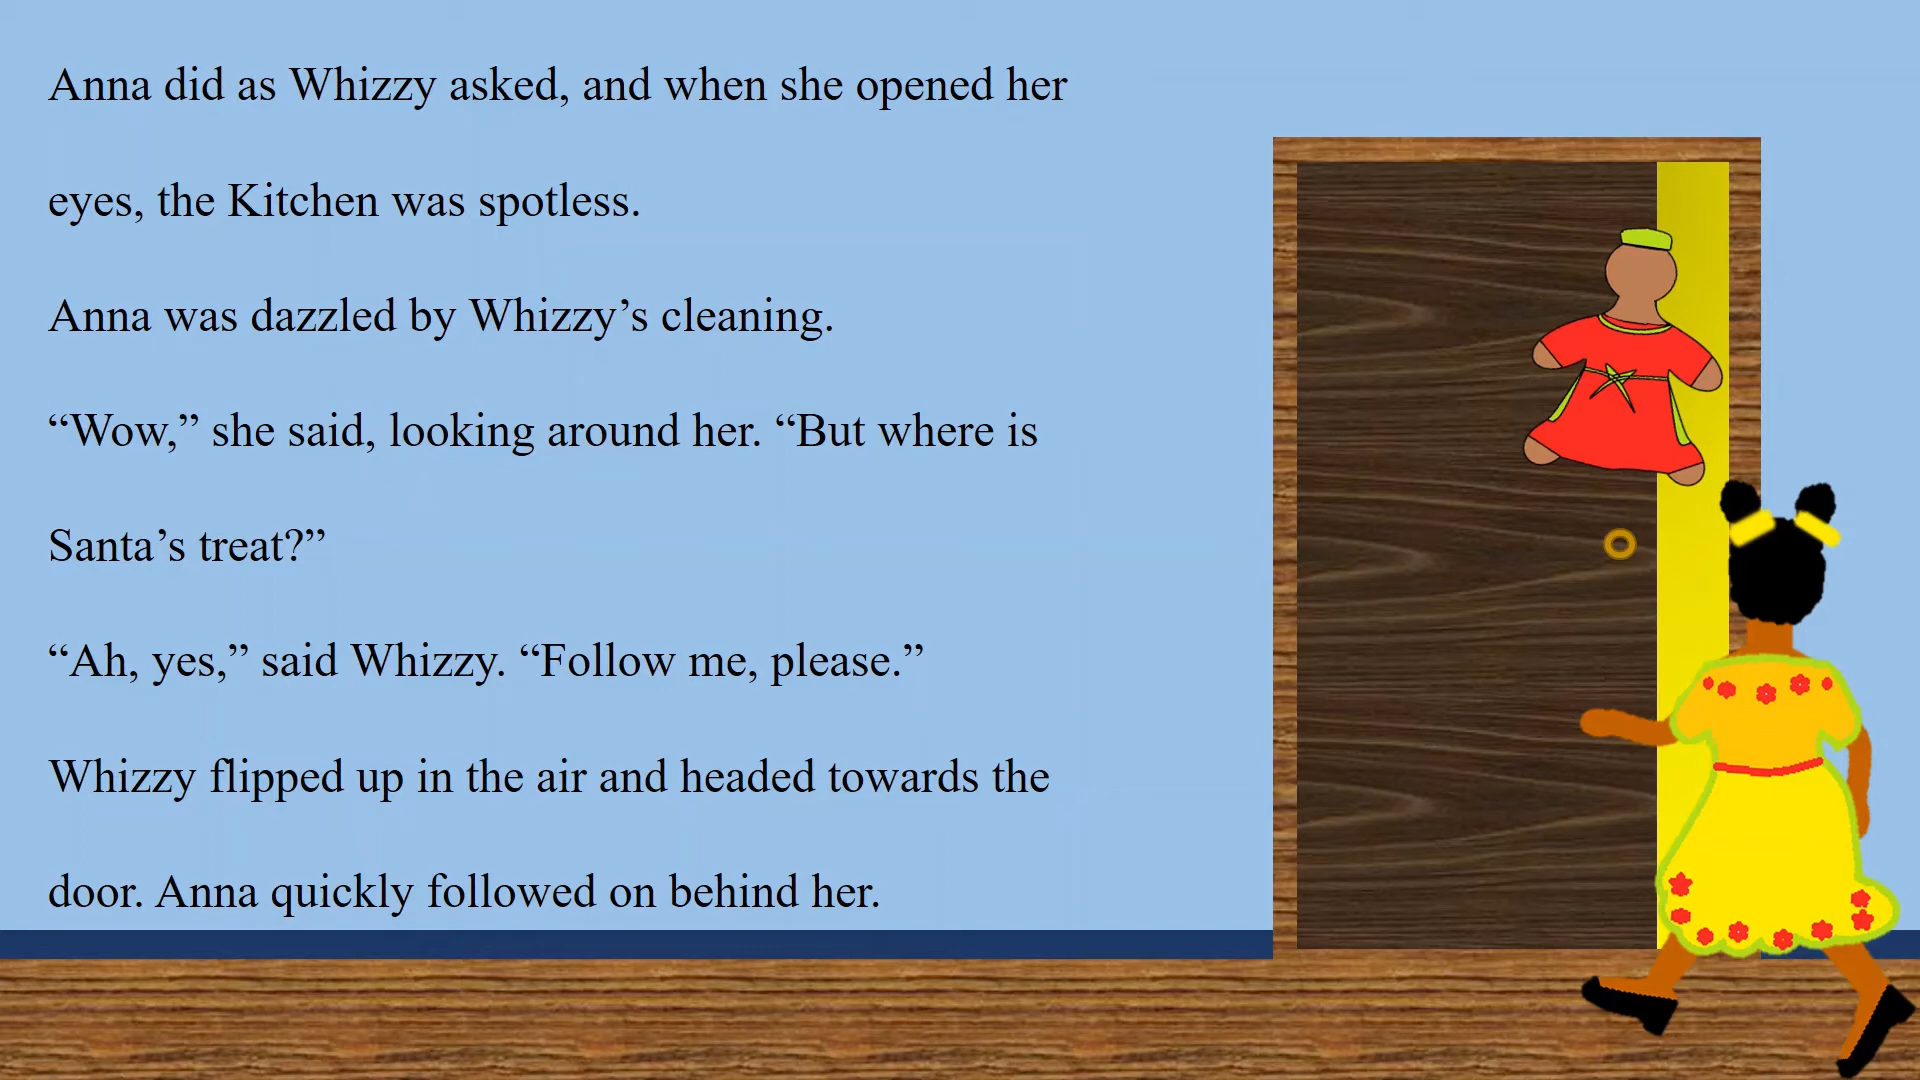 Anna did as Whizzy asked, and when she opened her
eyes, the Kitchen was spotless.
Anna was dazzled by Whizzy’s cleaning.
“Wow,” she said, looking around her. “But where is
Santa’s treat?”
“Ah, yes,” said Whizzy. “Follow me, please.”
Whizzy flipped up in the air and headed towards the
door. Anna quickly followed on behind her.